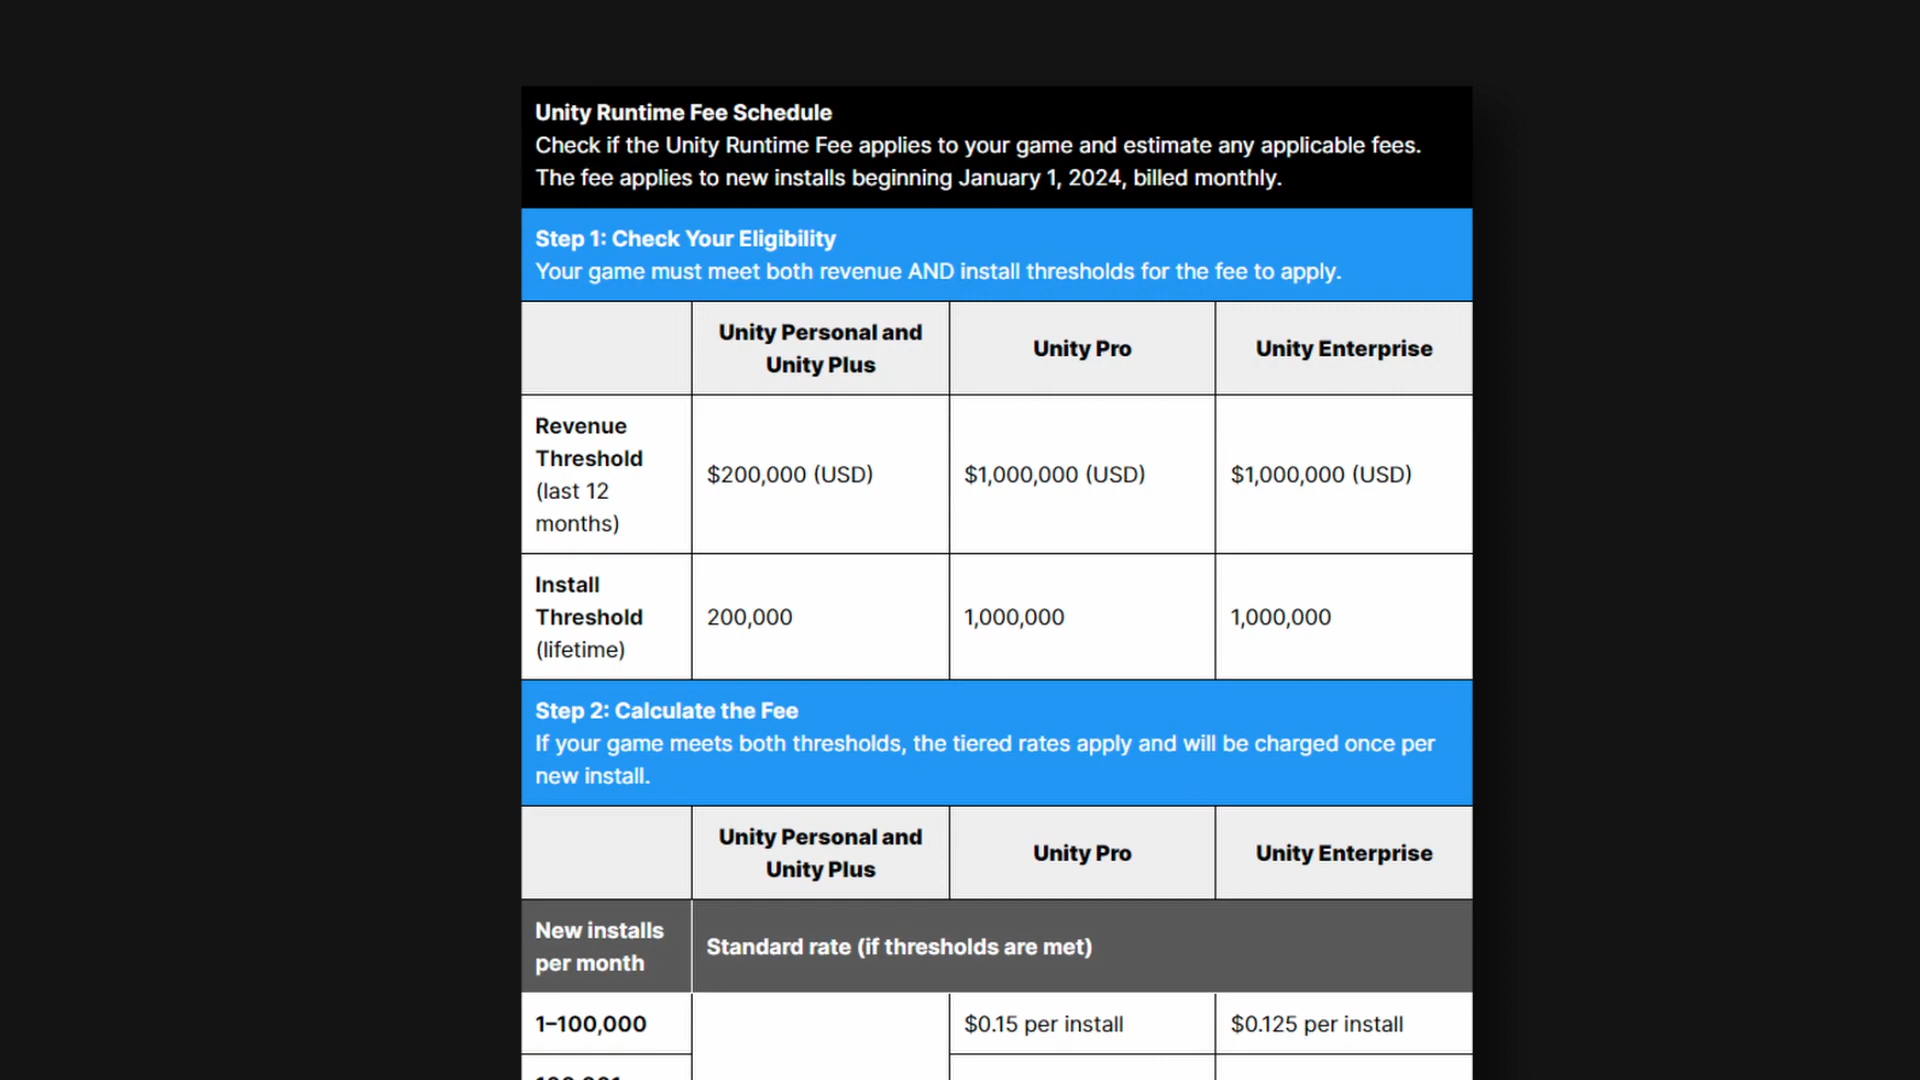 Unity Runtime Fee Schedule
Check if the Unity Runtime Fee applies to your game and estimate any applicable fees.
The fee applies to new installs beginning January 1, 2024, billed monthly.
Step 1: Check Your Eligibility
Your game must meet both revenue AND install thresholds for the fee to apply.
Unity Personal and
Unity Plus
Unity Pro
Unity Enterprise
Revenue
Threshold
(last 12
months)
$200,000 (USD)
$1,000,000 (USD)
$1,000,000 (USD)
Install
Threshold
(lifetime)
200,000
1,000,000
1,000,000
Step 2: Calculate the Fee
If your game meets both thresholds, the tiered rates apply and will be charged once per
new install.
Unity Personal and
Unity Plus
Unity Pro
Unity Enterprise
New installs
per month
Standard rate (if thresholds are met)
1–100,000
$0.15 per install
$0.125 per install